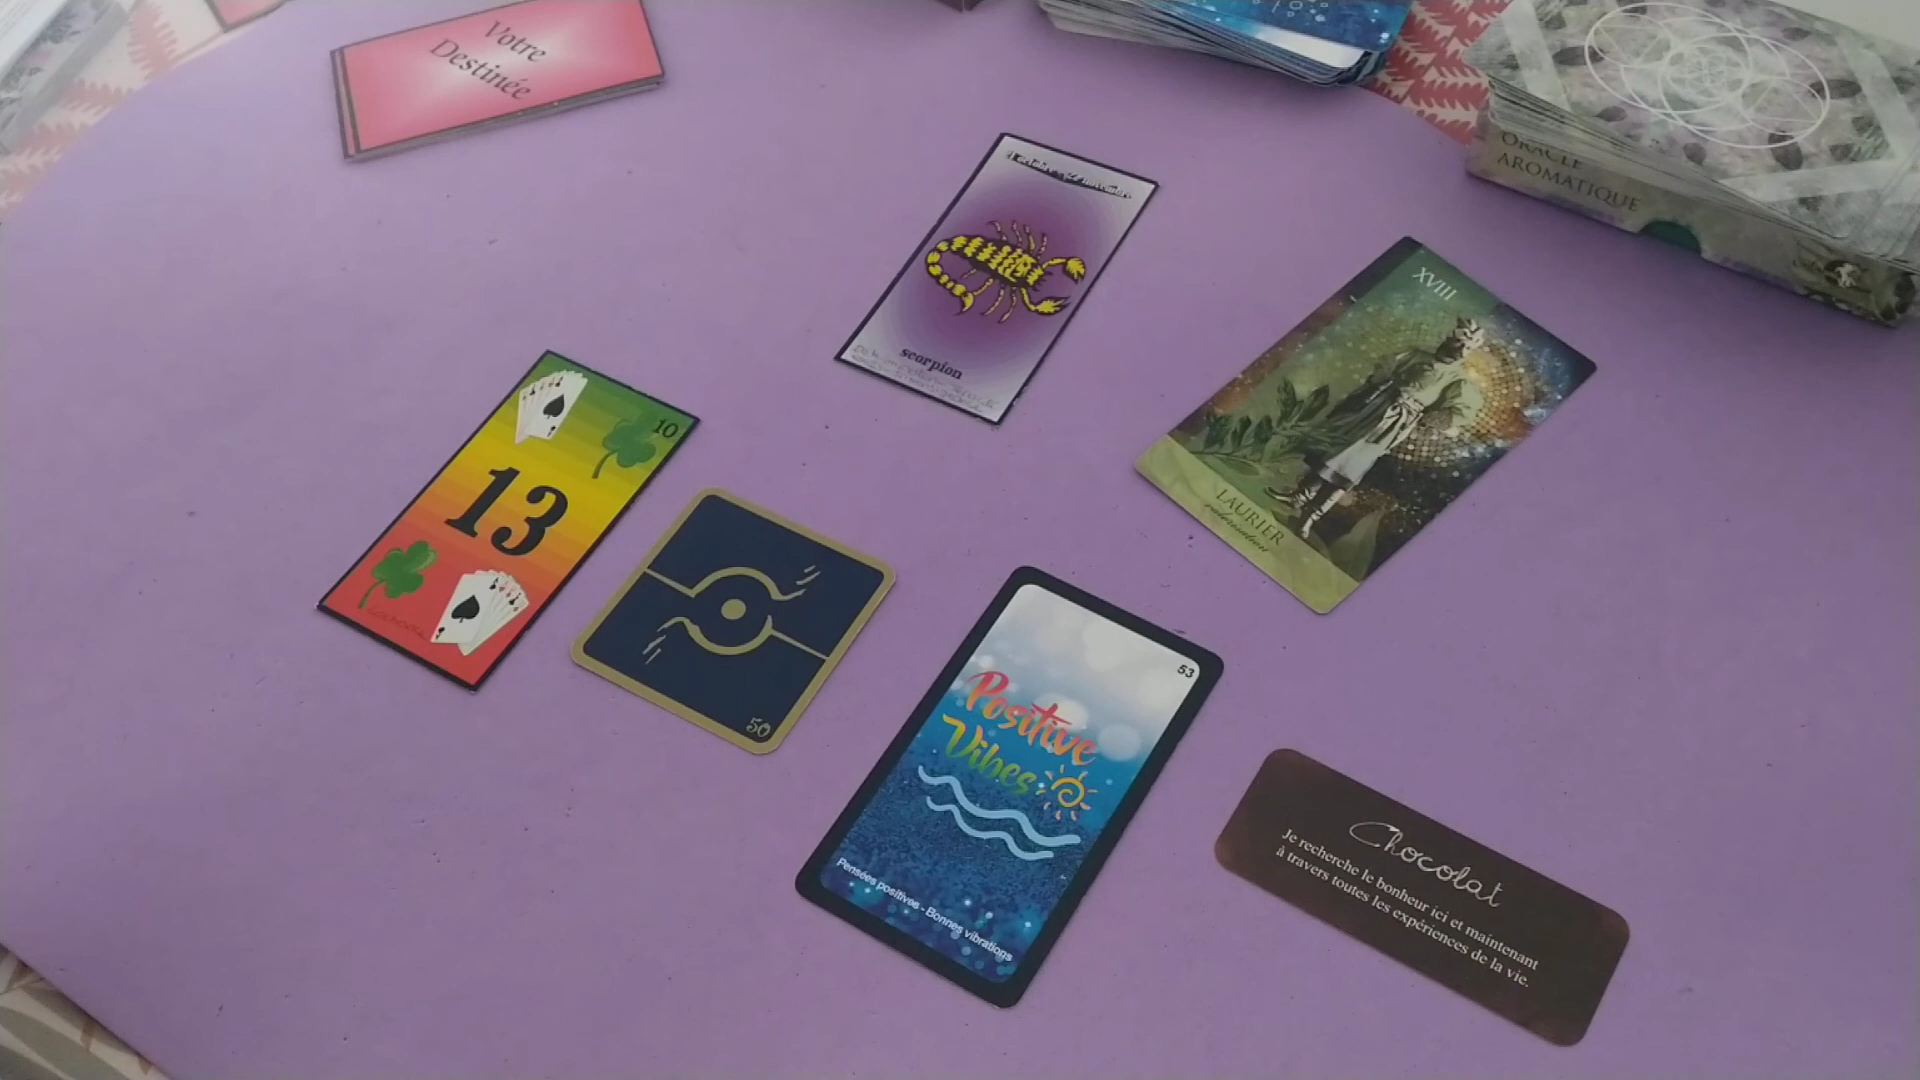 Votre
Destinée
ORACLE
AROMATIQUE
scorpion
XVIII
LAURIER
valorisation
10
13
50
53
Positive
Vibes
Pensées positives - Bonnes vibrations
Chocolat
Je recherche le bonheur ici et maintenant
à travers toutes les expériences de la vie.